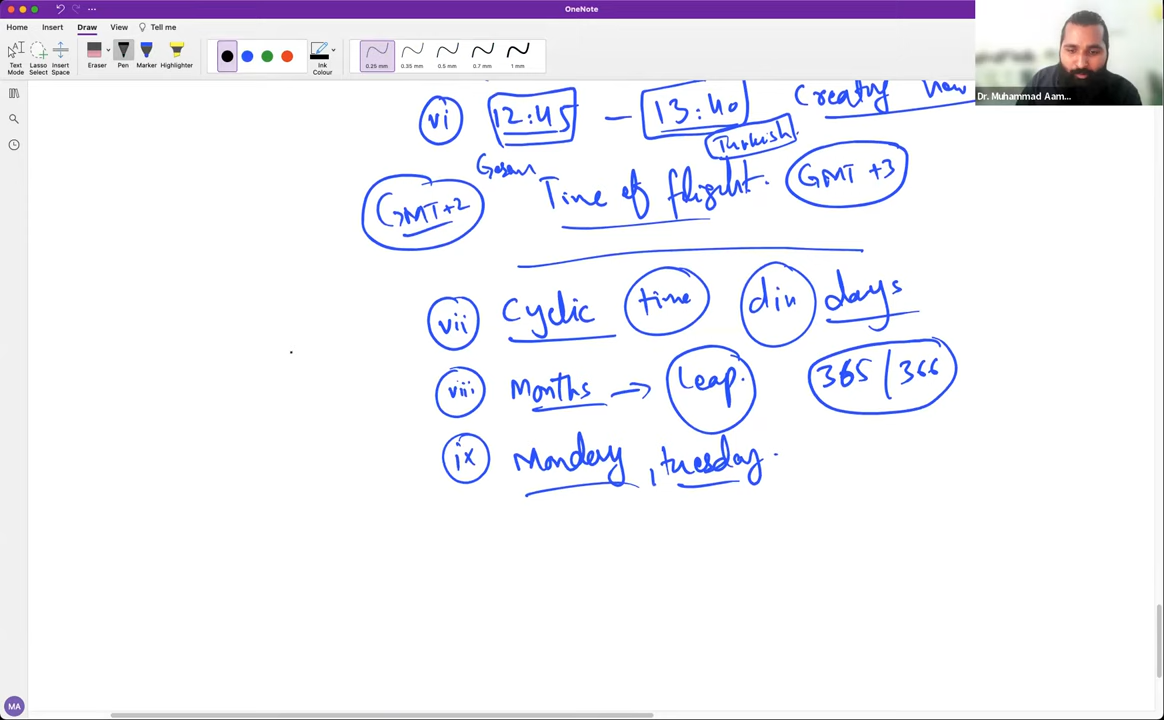 OneNote
Home Insert Draw View Tell me
Text Mode
Lasso Select
Insert Space
Eraser
Pen
Marker
Highlighter
Ink Colour
0.25 mm
0.35 mm
0.5 mm
0.7 mm
1 mm
Dr. Muhammad Aam...
vi 12:45 — 13:40 Creating new
Turkish
GMT+2 Time of flight. GMT +3
vii Cyclic time din days
viii Months → Leap. 365 / 366
ix Monday, tuesday.
MA